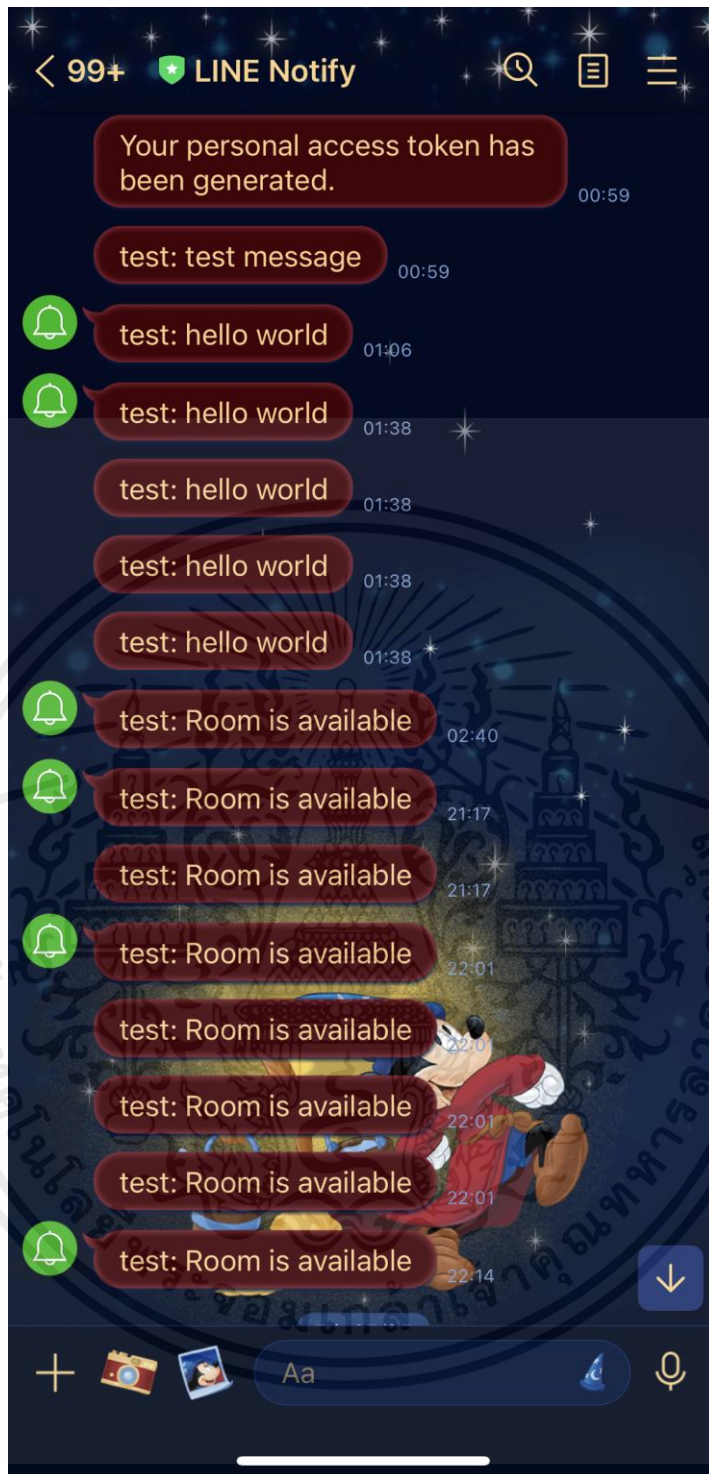 99+ LINE Notify
Your personal access token has
been generated.
00:59
test: test message
00:59
test: hello world
01:06
test: hello world
01:38
test: hello world
01:38
test: hello world
01:38
test: hello world
01:38
test: Room is available
02:40
test: Room is available
21:17
test: Room is available
21:17
test: Room is available
22:01
test: Room is available
22:01
test: Room is available
22:01
test: Room is available
22:01
test: Room is available
22:14
Aa